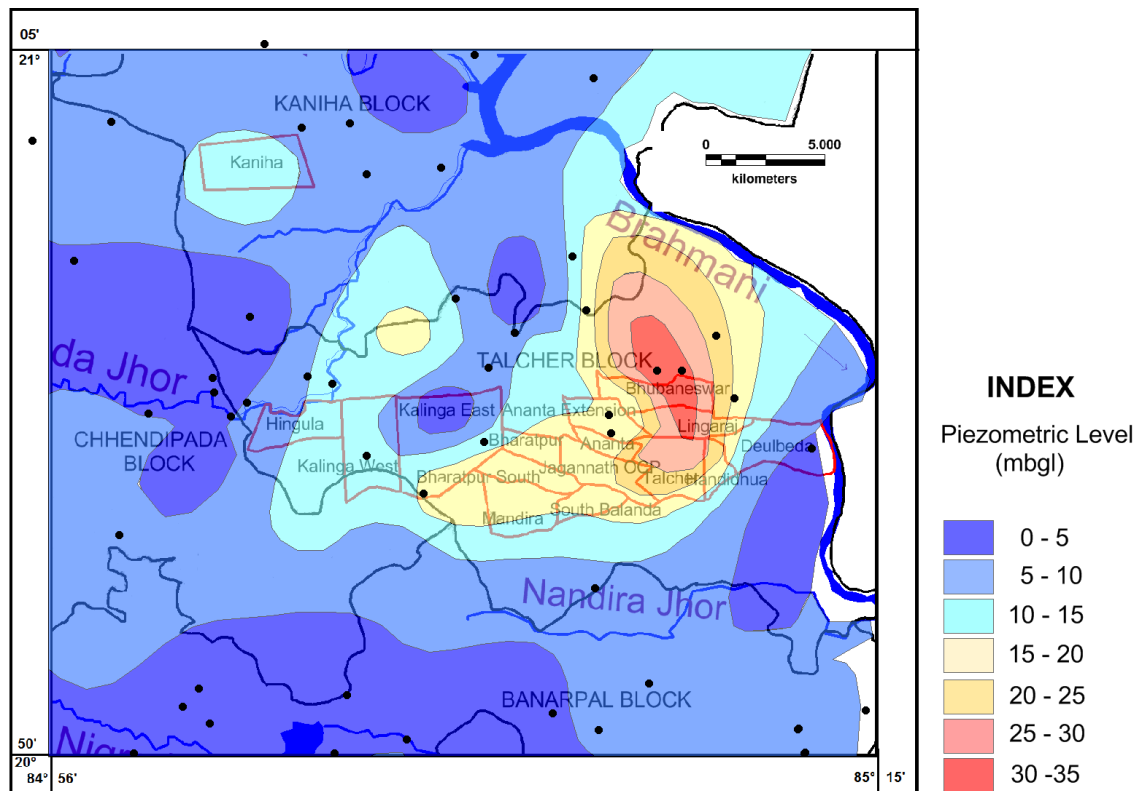 05'
21°
KANIHA BLOCK
Kaniha
0 5.000
kilometers
Brahmani
da Jhor
TALCHER BLOCK
Bhubaneswar
Kalinga East
Ananta Extension
Hingula
Lingaraj
CHHENDIPADA
BLOCK
Bharatpur
Ananta
Deulbeda
Kalinga West
Jagannath OCP
Bharatpur South
Talcher
Handidhua
South Balanda
Mandira
Nandira Jhor
BANARPAL BLOCK
Nigr
50'
20°
84° 56'
85° 15'
INDEX
Piezometric Level
(mbgl)
0 - 5
5 - 10
10 - 15
15 - 20
20 - 25
25 - 30
30 -35